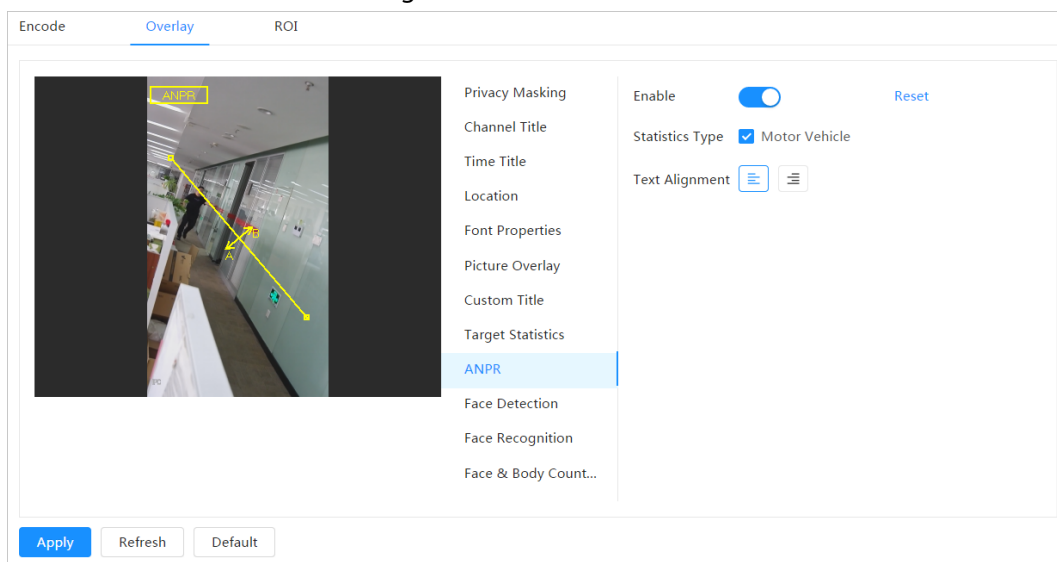 Encode Overlay ROI
ANPR
B
A
IPC
Privacy Masking
Channel Title
Time Title
Location
Font Properties
Picture Overlay
Custom Title
Target Statistics
ANPR
Face Detection
Face Recognition
Face & Body Count...
Enable Reset
Statistics Type Motor Vehicle
Text Alignment
Apply Refresh Default